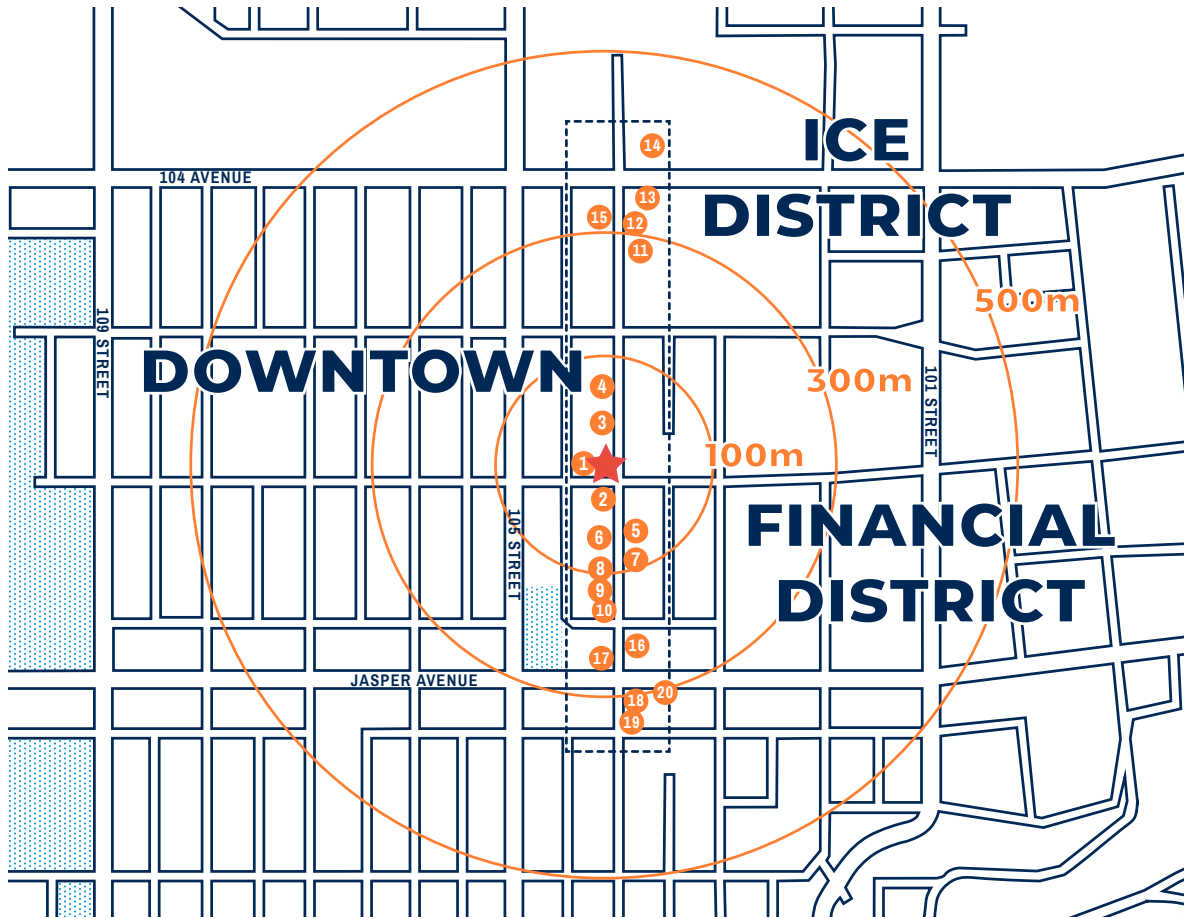 ICE
14
104 AVENUE
13
DISTRICT
15
12
11
500m
109 STREET
DOWNTOWN
4
300m
101 STREET
3
100m
1
2
105 STREET
FINANCIAL
5
6
7
8
9
DISTRICT
10
16
17
JASPER AVENUE
20
18
19